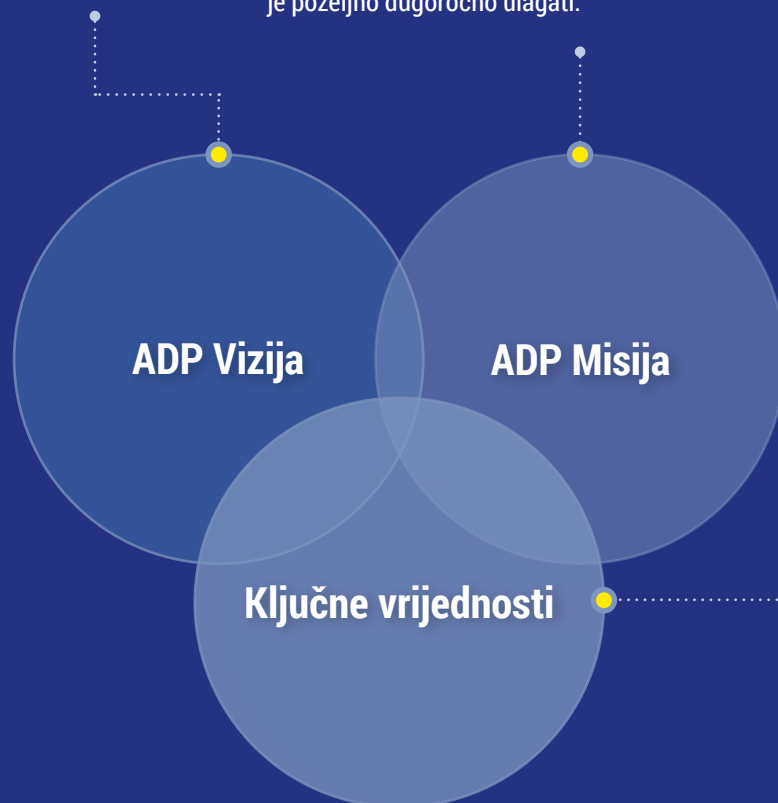 je poželjno dugoročno ulagati.
ADP Vizija
ADP Misija
Ključne vrijednosti